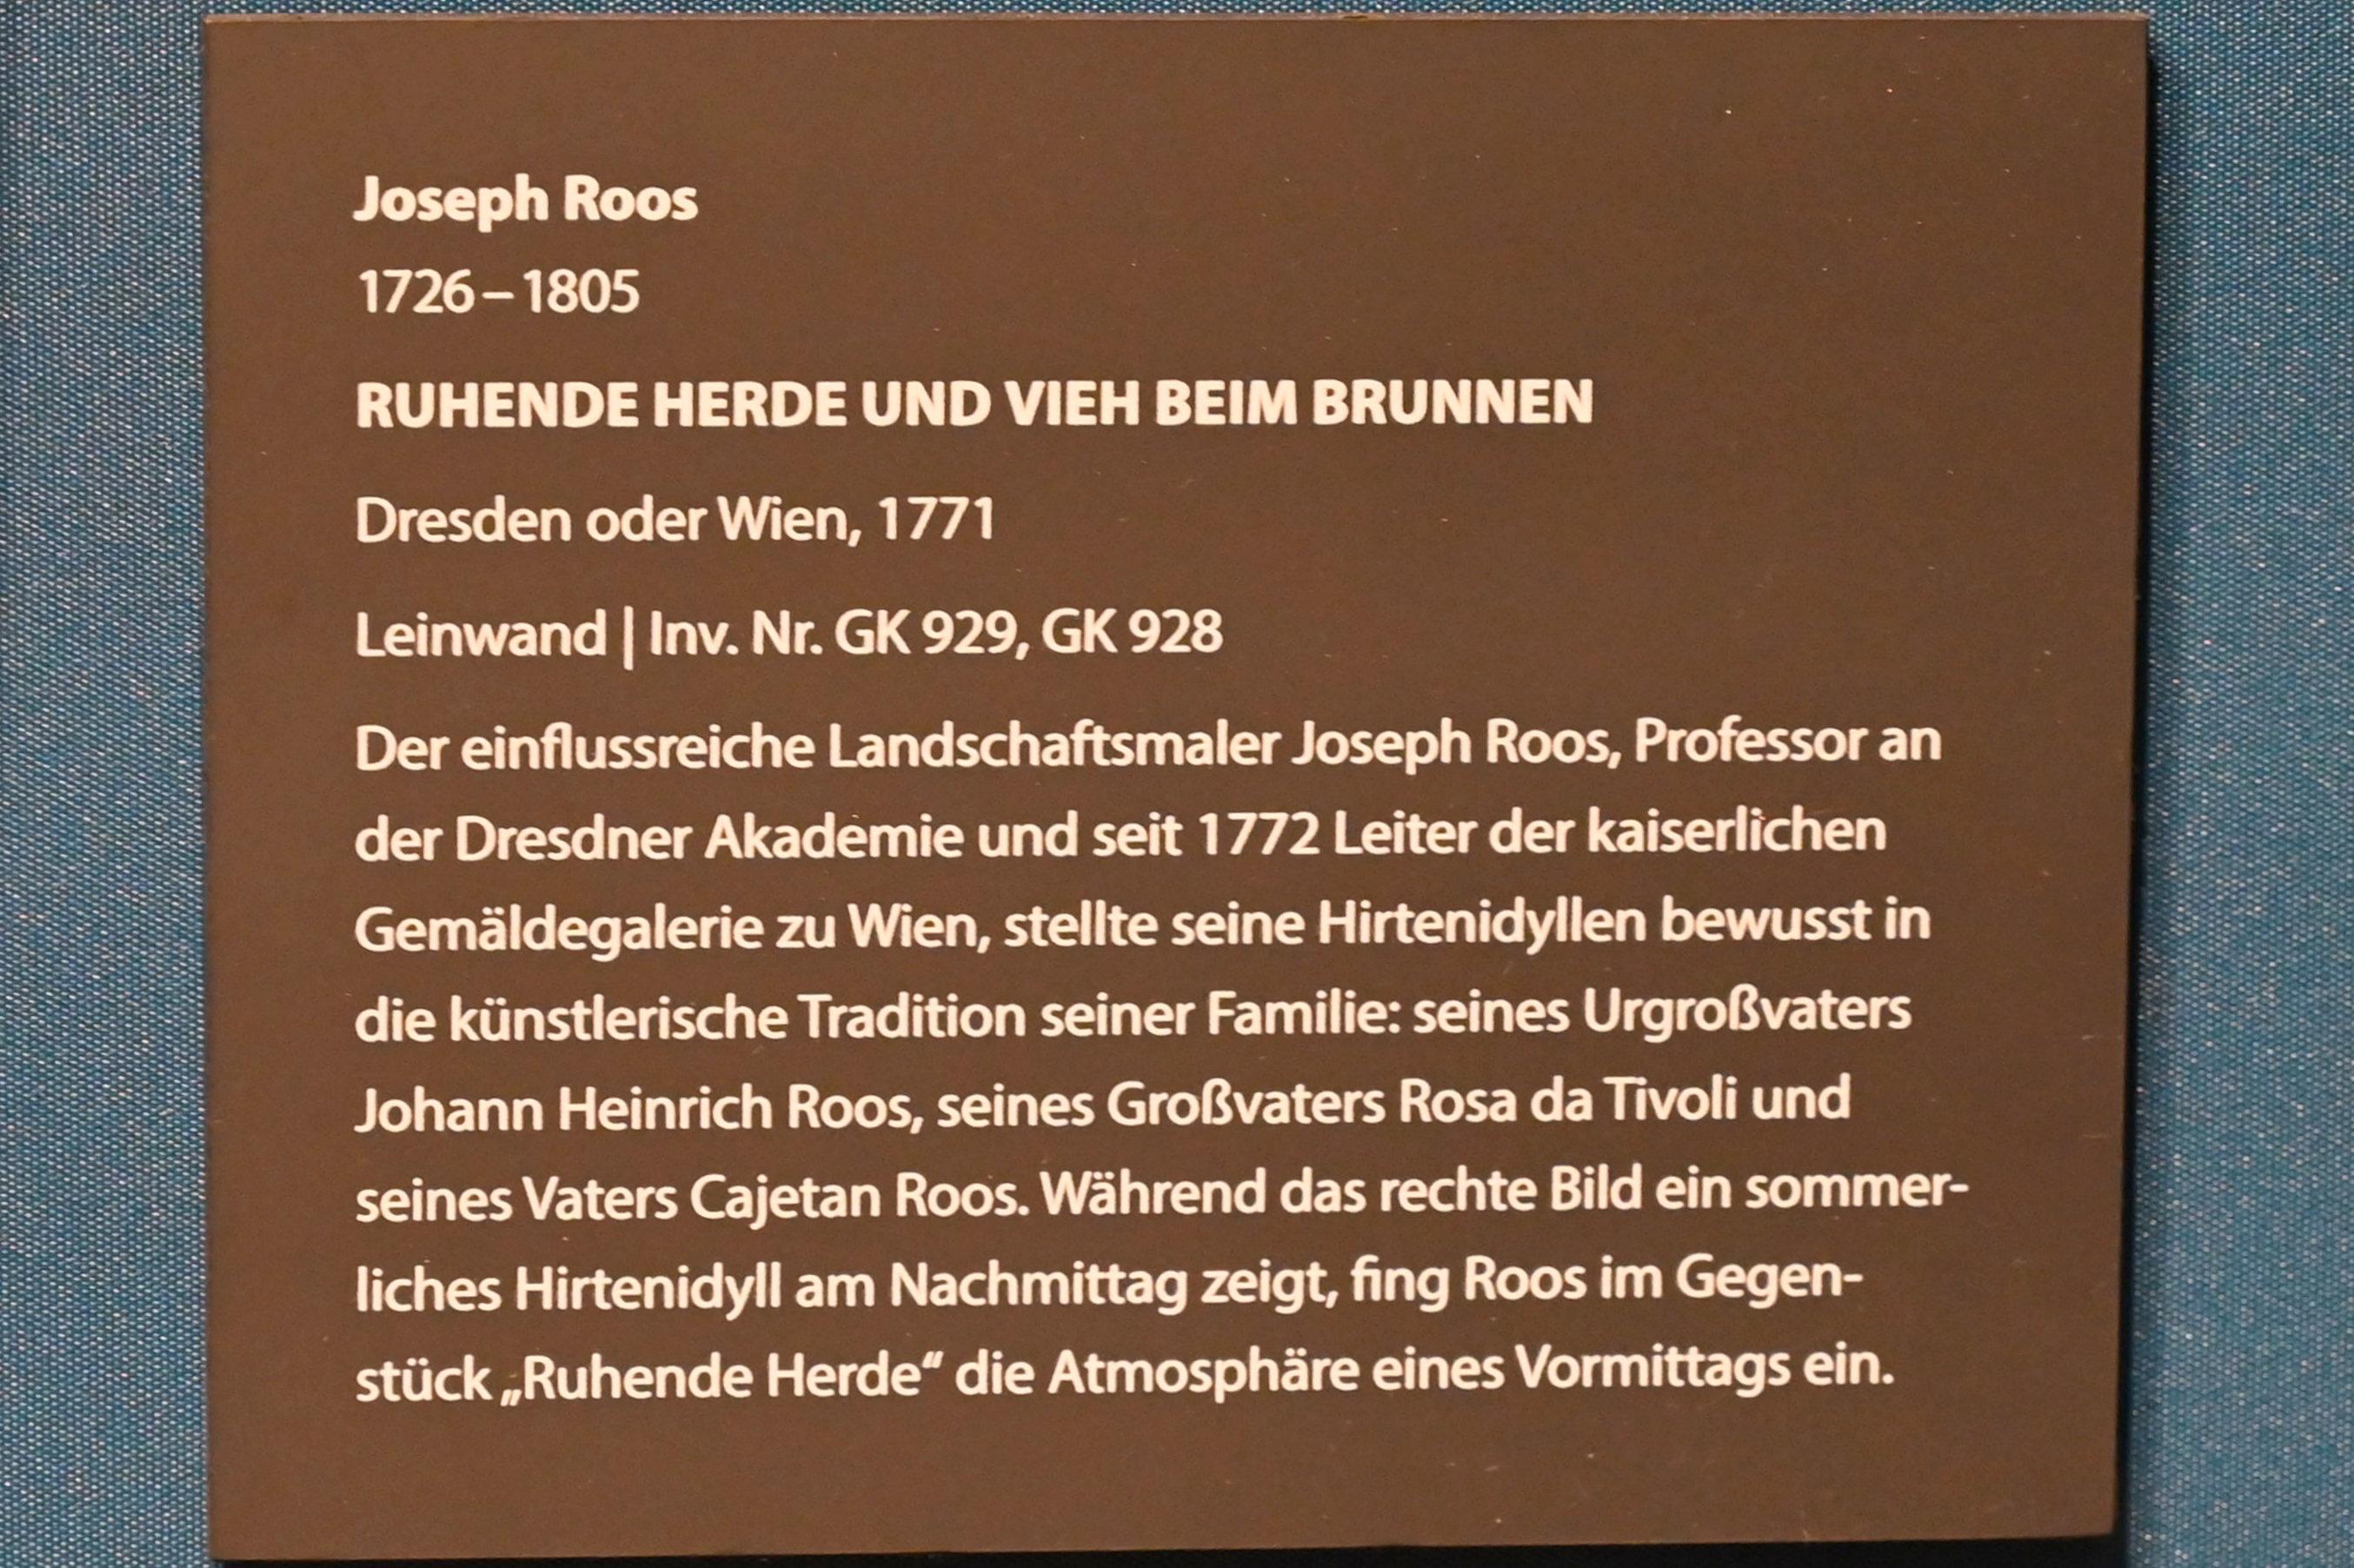 Joseph Roos
1726 – 1805
RUHENDE HERDE UND VIEH BEIM BRUNNEN
Dresden oder Wien, 1771
Leinwand | Inv. Nr. GK 929, GK 928
Der einflussreiche Landschaftsmaler Joseph Roos, Professor an
der Dresdner Akademie und seit 1772 Leiter der kaiserlichen
Gemäldegalerie zu Wien, stellte seine Hirtenidyllen bewusst in
die künstlerische Tradition seiner Familie: seines Urgroßvaters
Johann Heinrich Roos, seines Großvaters Rosa da Tivoli und
seines Vaters Cajetan Roos. Während das rechte Bild ein sommer-
liches Hirtenidyll am Nachmittag zeigt, fing Roos im Gegen-
stück „Ruhende Herde“ die Atmosphäre eines Vormittags ein.